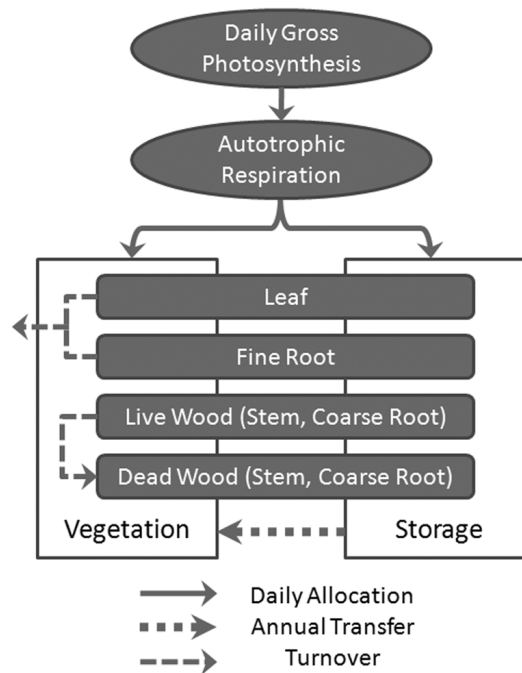 Daily Gross
Photosynthesis
Autotrophic
Respiration
Leaf
Fine Root
Live Wood (Stem, Coarse Root)
Dead Wood (Stem, Coarse Root)
Vegetation
Storage
Daily Allocation
Annual Transfer
Turnover